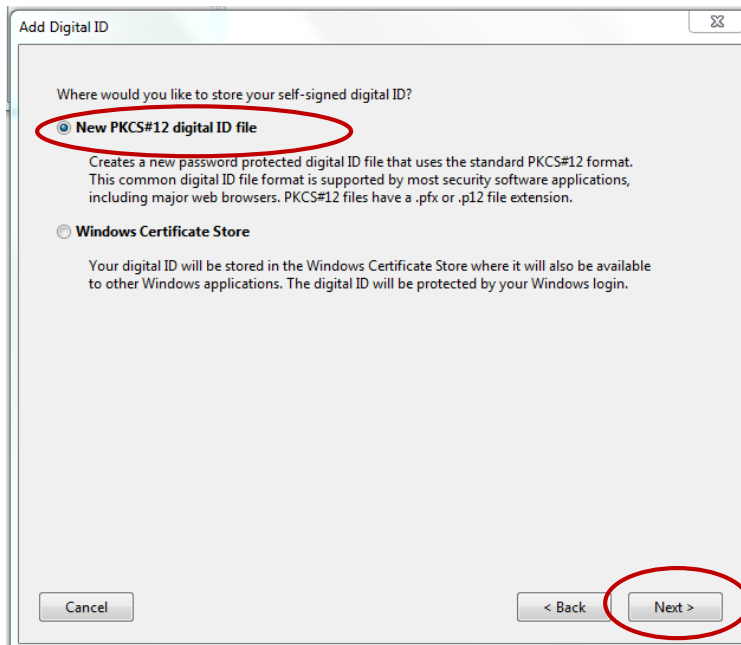 Add Digital ID
Where would you like to store your self-signed digital ID?
New PKCS#12 digital ID file
Creates a new password protected digital ID file that uses the standard PKCS#12 format.
This common digital ID file format is supported by most security software applications,
including major web browsers. PKCS#12 files have a .pfx or .p12 file extension.
Windows Certificate Store
Your digital ID will be stored in the Windows Certificate Store where it will also be available
to other Windows applications. The digital ID will be protected by your Windows login.
Cancel
< Back
Next >